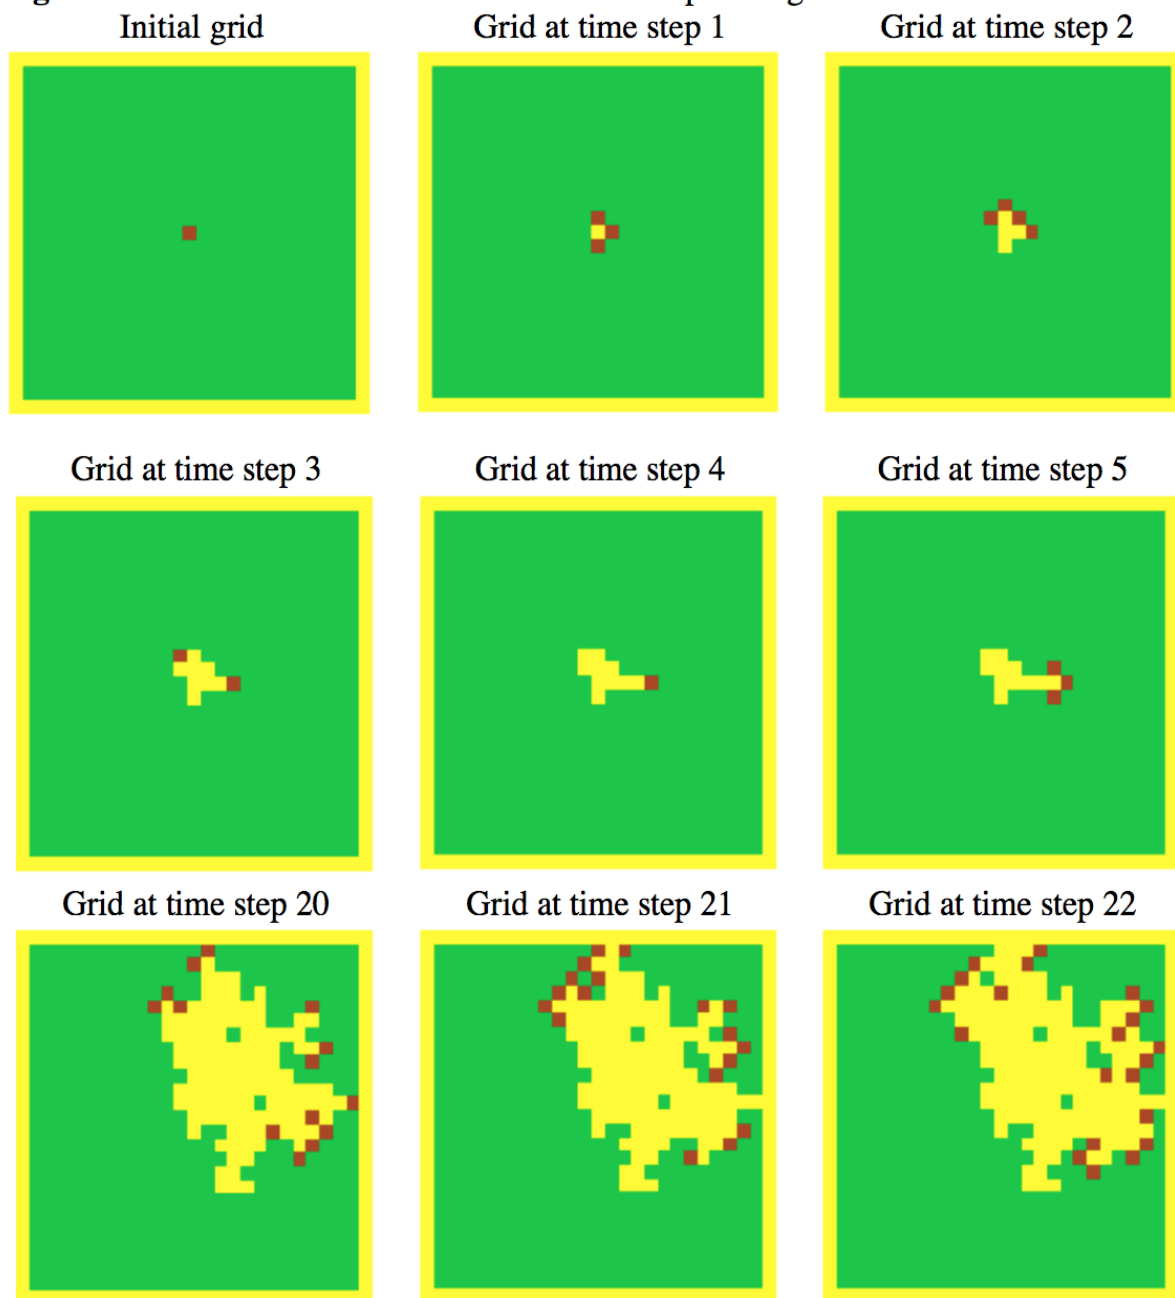 Initial grid
Grid at time step 1
Grid at time step 2
Grid at time step 3
Grid at time step 4
Grid at time step 5
Grid at time step 20
Grid at time step 21
Grid at time step 22